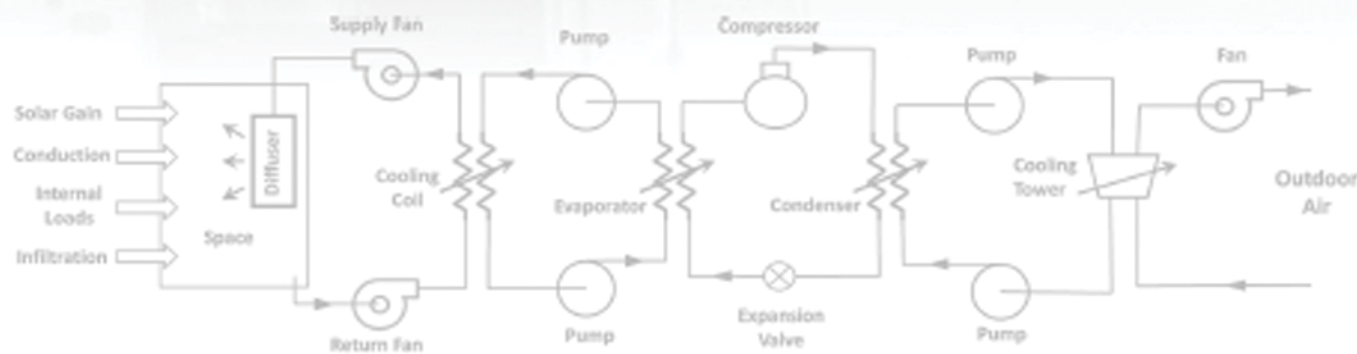 Supply Fan
Pump
Compressor
Pump
Fan
Solar Gain
Conduction
Internal
Loads
Infiltration
Diffuser
Space
Cooling
Coil
Evaporator
Condenser
Cooling
Tower
Outdoor
Air
Return Fan
Pump
Expansion
Valve
Pump